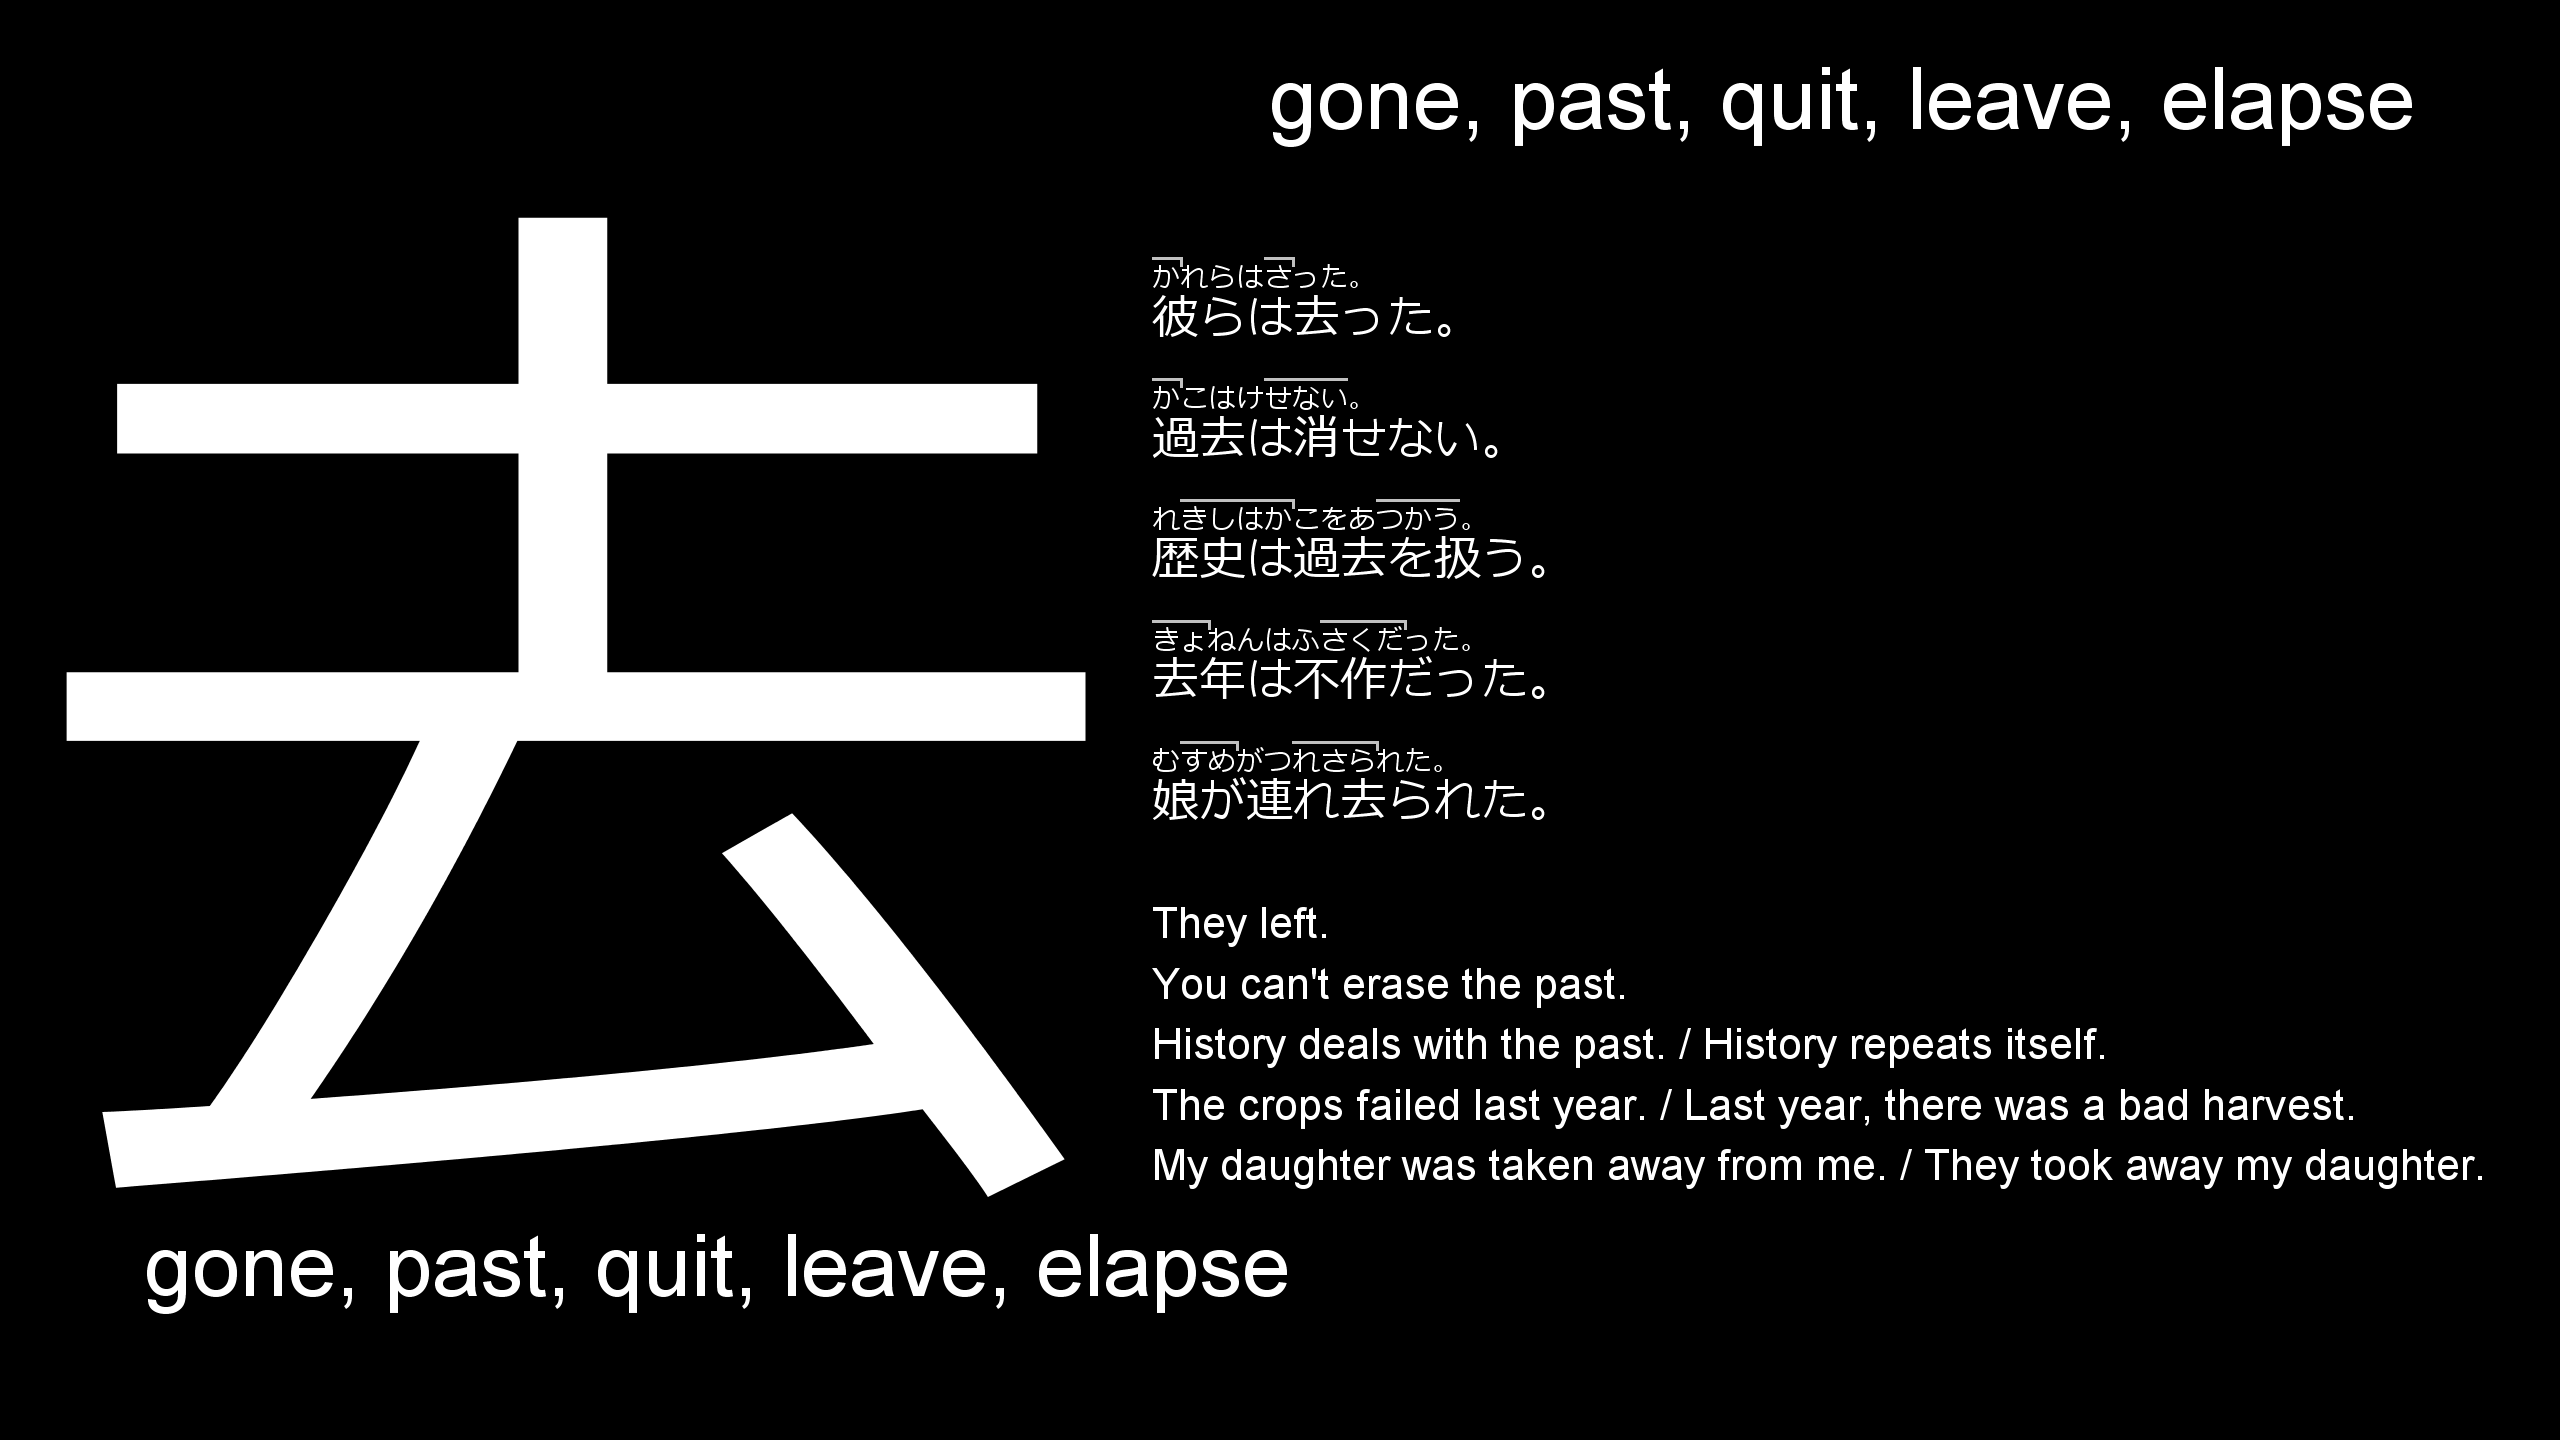 gone, past, quit, leave, elapse
去
かれらはさった。
彼らは去った。
かこはけせない。
過去は消せない。
れきしはかこをあつかう。
歴史は過去を扱う。
きょねんはふさくだった。
去年は不作だった。
むすめがつれさられた。
娘が連れ去られた。
They left.
You can't erase the past.
History deals with the past. / History repeats itself.
The crops failed last year. / Last year, there was a bad harvest.
My daughter was taken away from me. / They took away my daughter.
gone, past, quit, leave, elapse